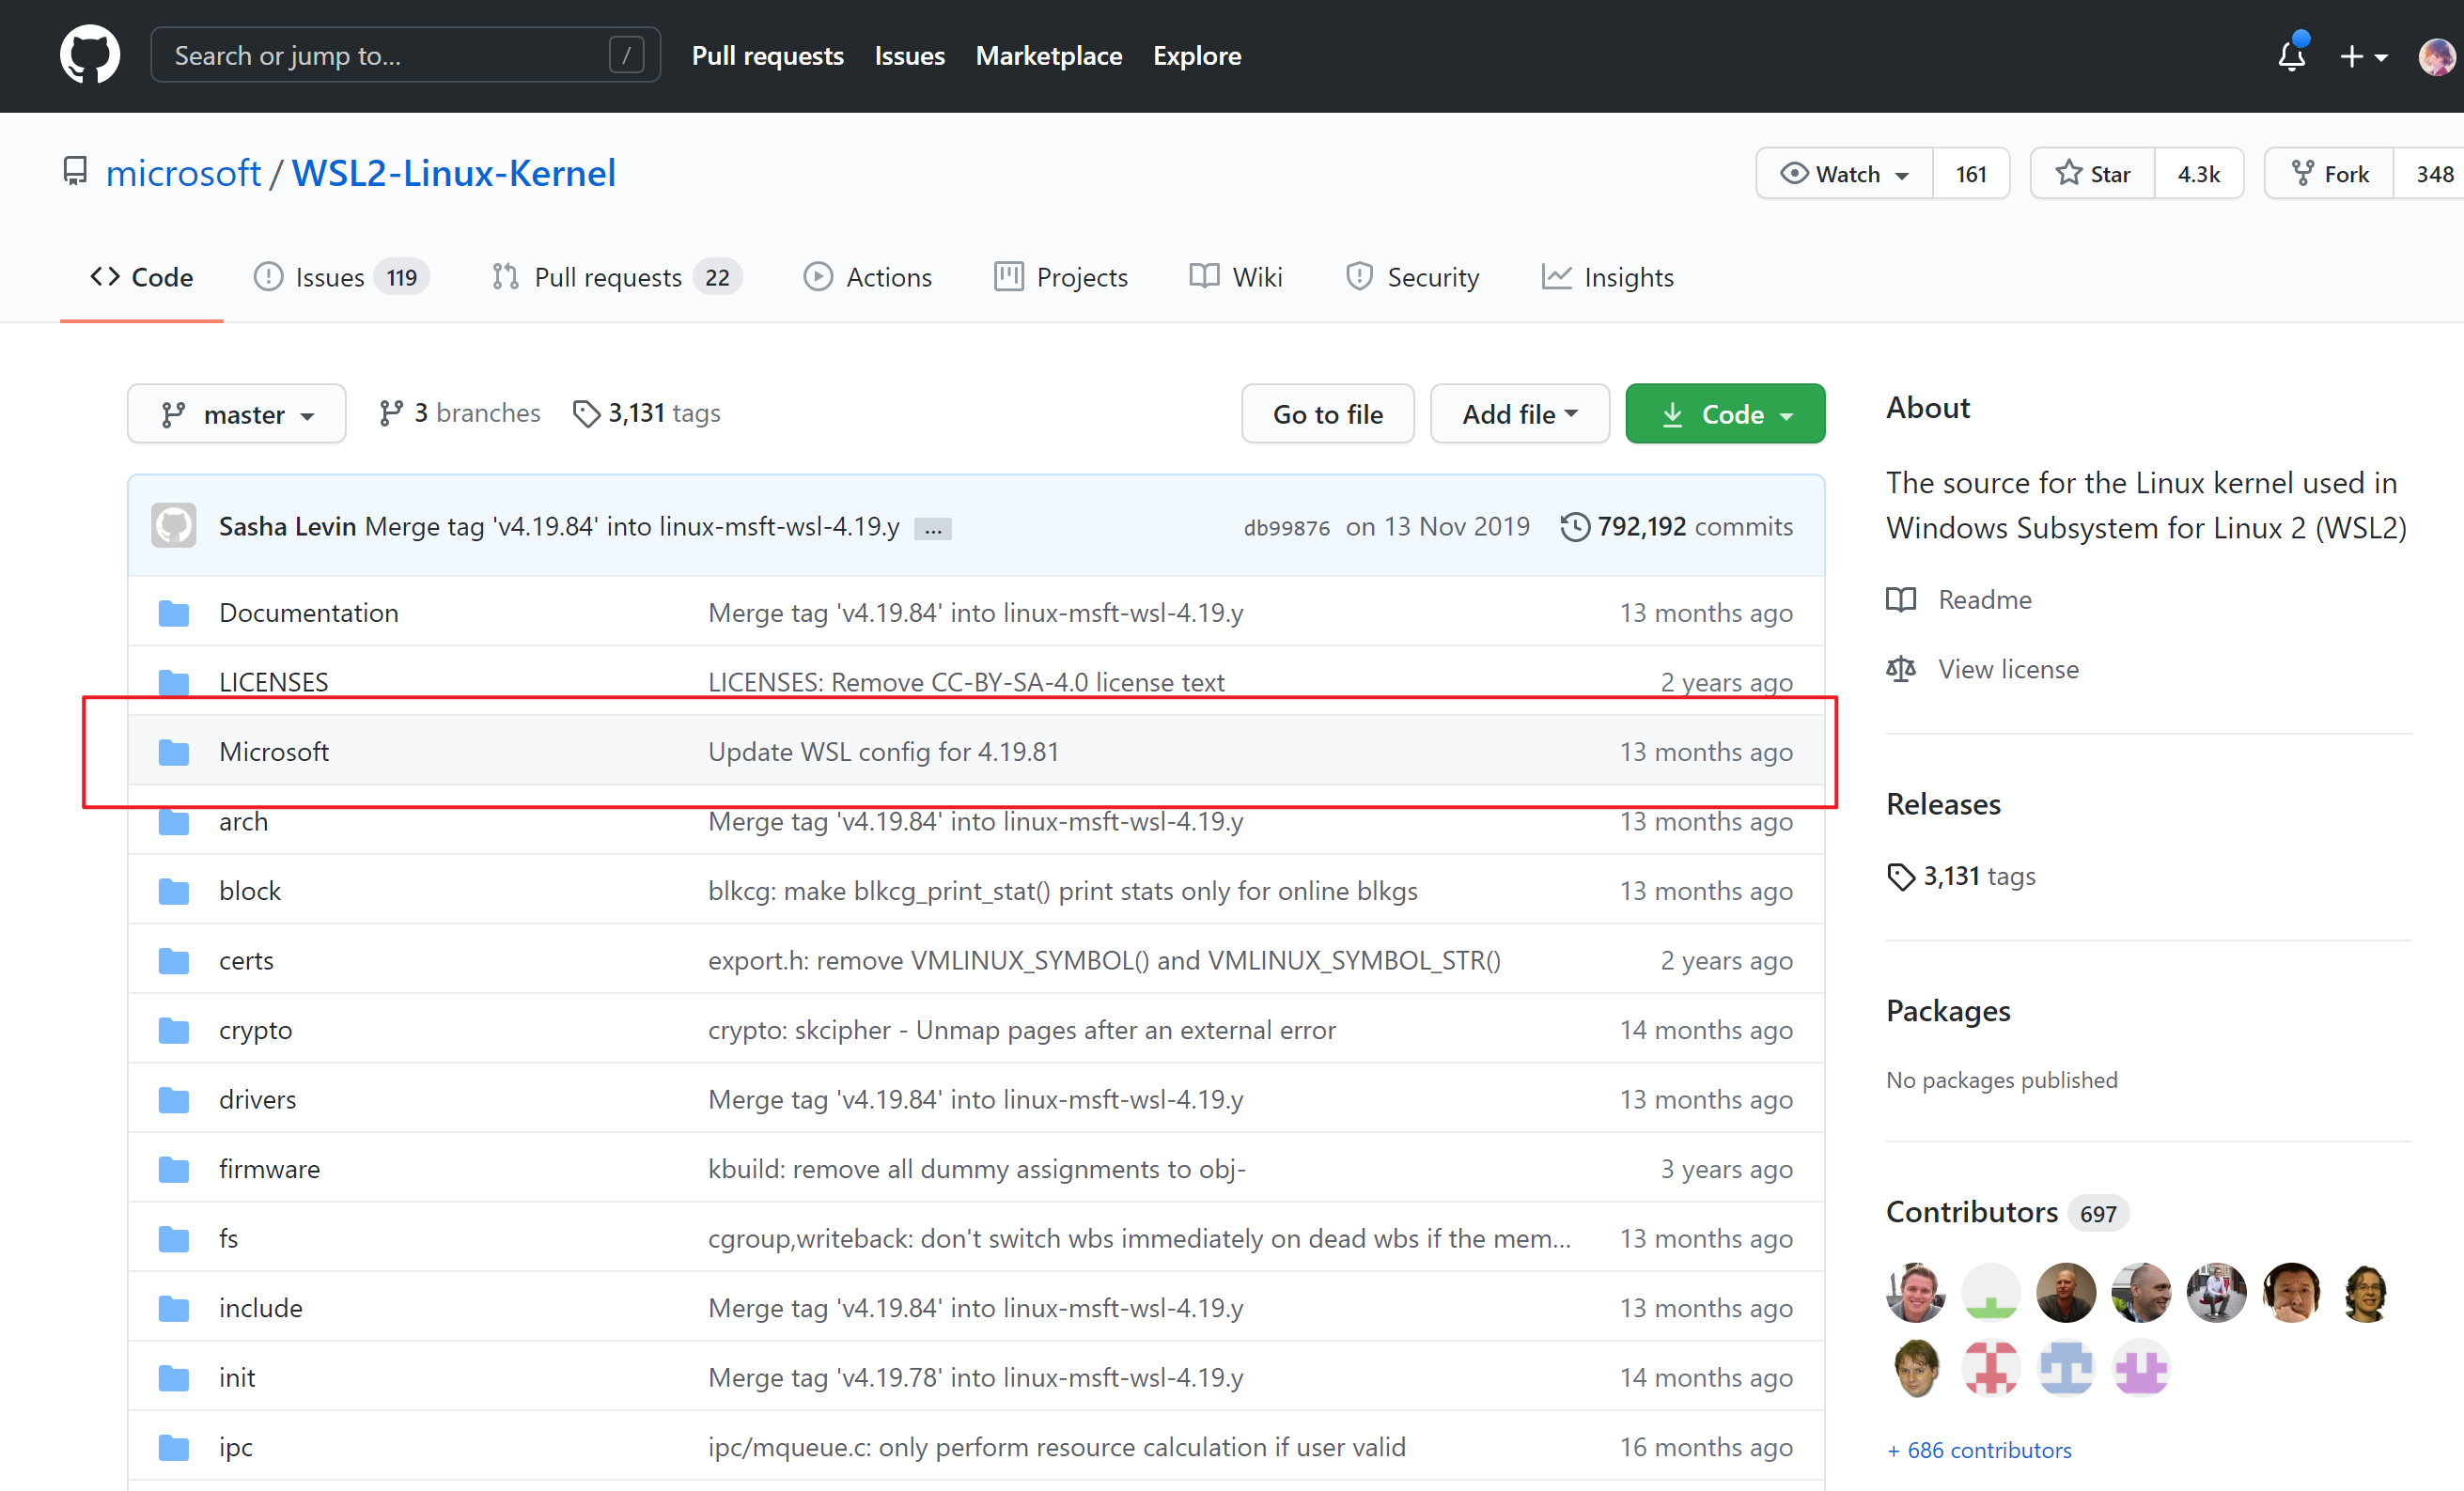 Search or jump to... /
Pull requests Issues Marketplace Explore
microsoft / WSL2-Linux-Kernel
Watch 161 Star 4.3k Fork 348
Code Issues 119 Pull requests 22 Actions Projects Wiki Security Insights
master 3 branches 3,131 tags Go to file Add file Code
Sasha Levin Merge tag 'v4.19.84' into linux-msft-wsl-4.19.y ... db99876 on 13 Nov 2019 792,192 commits
Documentation Merge tag 'v4.19.84' into linux-msft-wsl-4.19.y 13 months ago
LICENSES LICENSES: Remove CC-BY-SA-4.0 license text 2 years ago
Microsoft Update WSL config for 4.19.81 13 months ago
arch Merge tag 'v4.19.84' into linux-msft-wsl-4.19.y 13 months ago
block blkcg: make blkcg_print_stat() print stats only for online blkgs 13 months ago
certs export.h: remove VMLINUX_SYMBOL() and VMLINUX_SYMBOL_STR() 2 years ago
crypto crypto: skcipher - Unmap pages after an external error 14 months ago
drivers Merge tag 'v4.19.84' into linux-msft-wsl-4.19.y 13 months ago
firmware kbuild: remove all dummy assignments to obj- 3 years ago
fs cgroup,writeback: don't switch wbs immediately on dead wbs if the mem... 13 months ago
include Merge tag 'v4.19.84' into linux-msft-wsl-4.19.y 13 months ago
init Merge tag 'v4.19.78' into linux-msft-wsl-4.19.y 14 months ago
ipc ipc/mqueue.c: only perform resource calculation if user valid 16 months ago
About
The source for the Linux kernel used in
Windows Subsystem for Linux 2 (WSL2)
Readme
View license
Releases
3,131 tags
Packages
No packages published
Contributors 697
+ 686 contributors